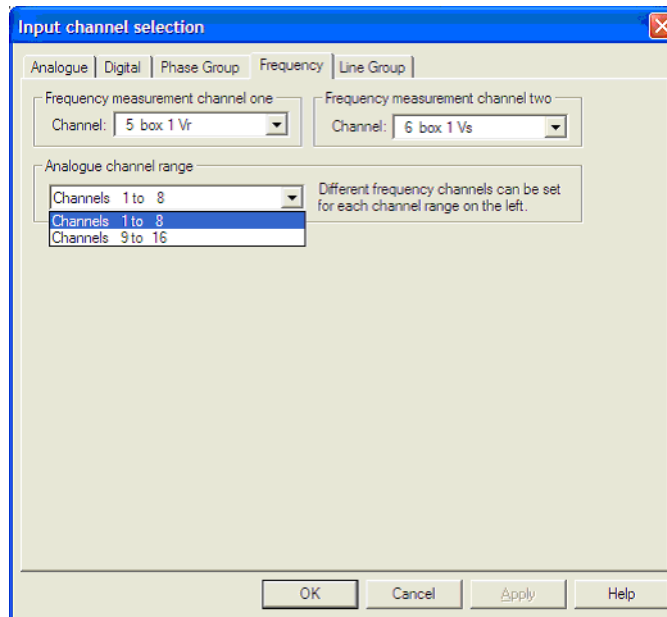 Input channel selection
Analogue Digital Phase Group Frequency Line Group
Frequency measurement channel one
Channel: 5 box 1 Vr
Frequency measurement channel two
Channel: 6 box 1 Vs
Analogue channel range
Channels 1 to 8
Channels 1 to 8
Channels 9 to 16
Different frequency channels can be set
for each channel range on the left.
OK Cancel Apply Help